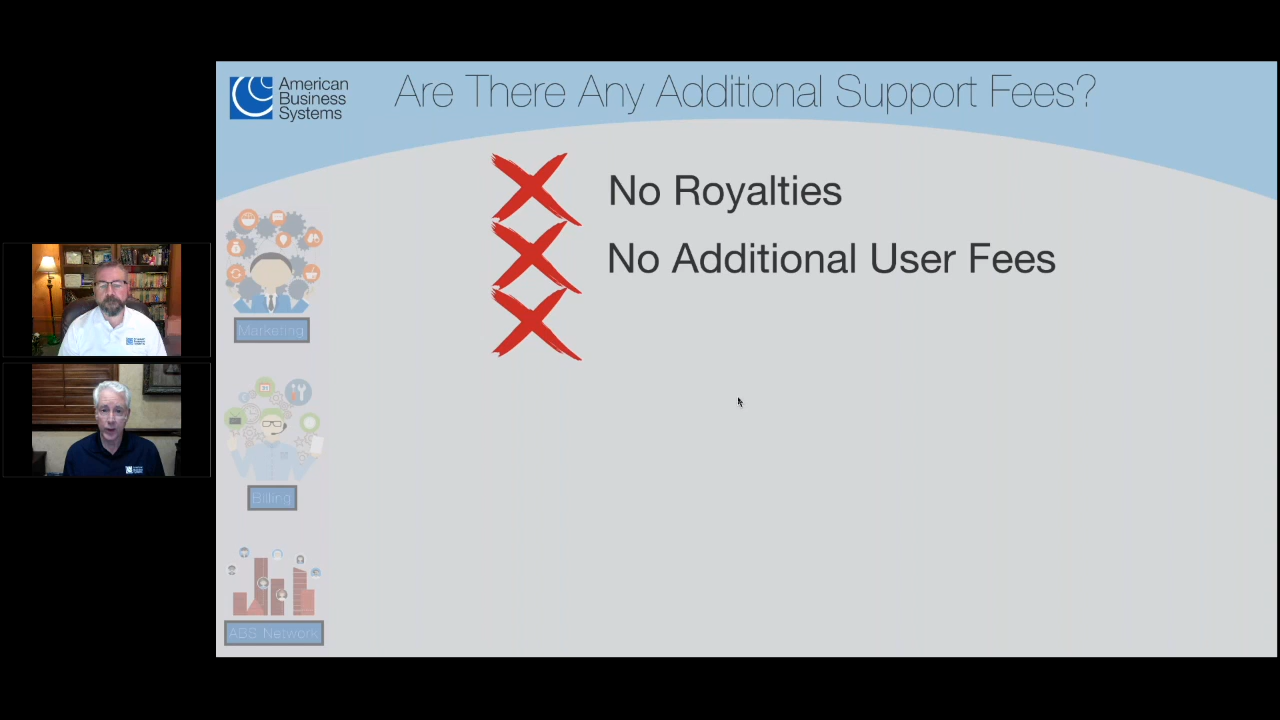 American
Business
Systems
Are There Any Additional Support Fees?
No Royalties
No Additional User Fees
Marketing
Billing
ABS Network